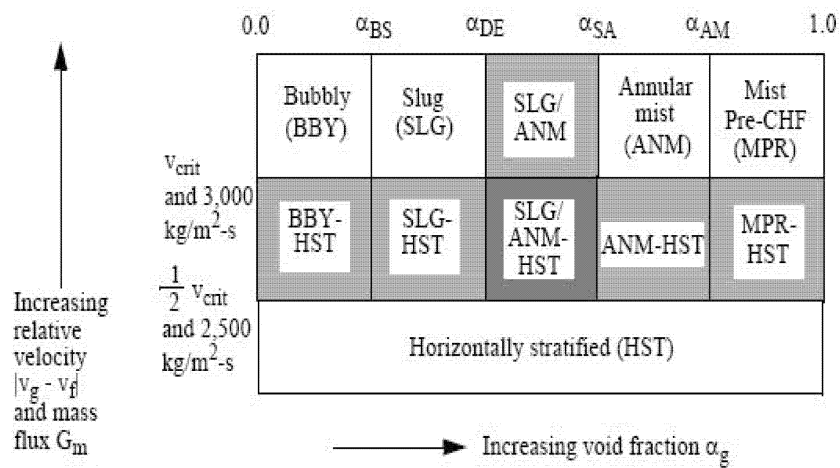 0.0 αBS αDE αSA αAM 1.0
Bubbly
(BBY)
Slug
(SLG)
SLG/
ANM
Annular
mist
(ANM)
Mist
Pre-CHF
(MPR)
vcrit
and 3,000
kg/m²-s
BBY-
HST
SLG-
HST
SLG/
ANM-
HST
ANM-HST
MPR-
HST
1/2 vcrit
and 2,500
kg/m²-s
Horizontally stratified (HST)
Increasing
relative
velocity
|vg - vf|
and mass
flux Gm
Increasing void fraction αg